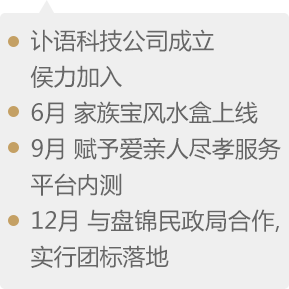 讣语科技公司成立
侯力加入
6月 家族宝风水盒上线
9月 赋予爱亲人尽孝服务
平台内测
12月 与盘锦民政局合作,
实行团标落地